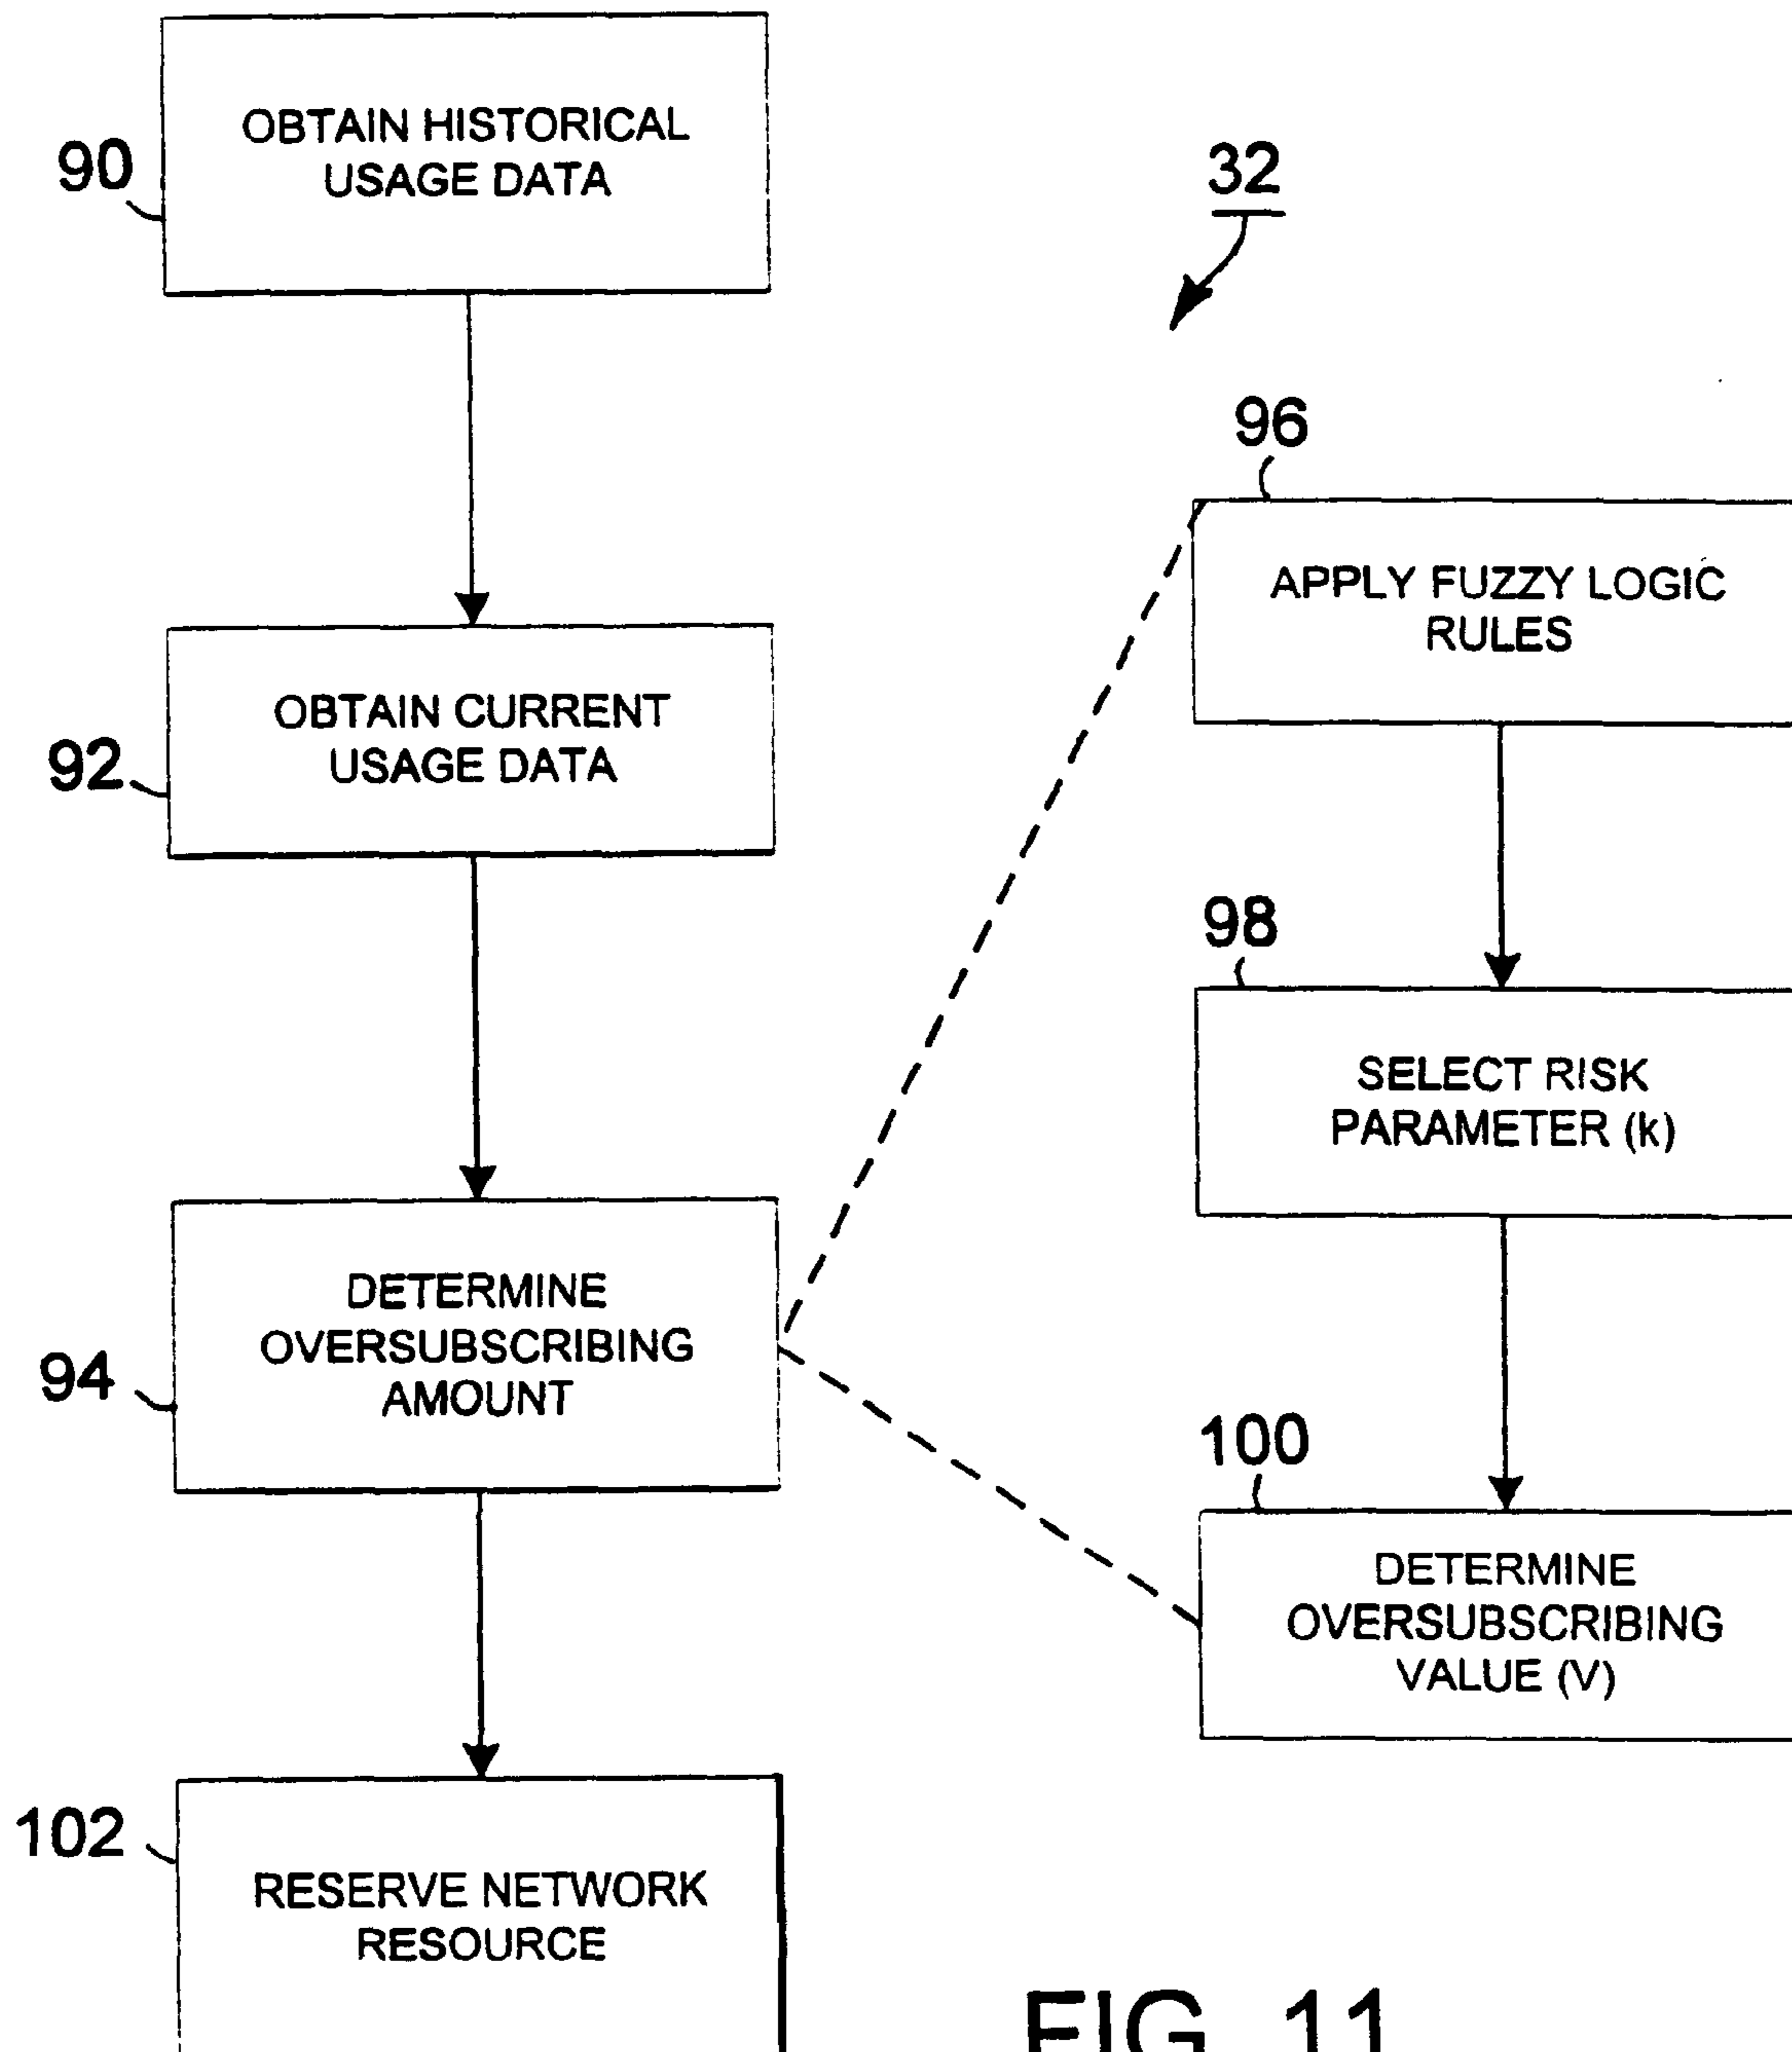 90
OBTAIN HISTORICAL
USAGE DATA
92
OBTAIN CURRENT
USAGE DATA
94
DETERMINE
OVERSUBSCRIBING
AMOUNT
102
RESERVE NETWORK
RESOURCE
32
96
APPLY FUZZY LOGIC
RULES
98
SELECT RISK
PARAMETER (k)
100
DETERMINE
OVERSUBSCRIBING
VALUE (V)
FIG. 11